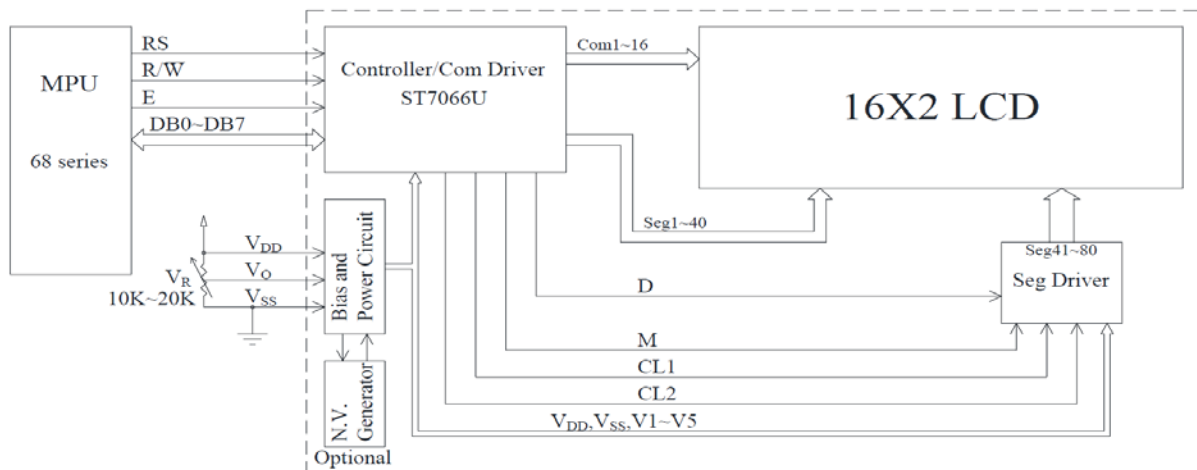 MPU
68 series
RS
R/W
E
DB0~DB7
Controller/Com Driver
ST7066U
Com1~16
16X2 LCD
Seg1~40
Seg41~80
Seg Driver
VDD
VR
VO
10K~20K
VSS
Bias and
Power Circuit
D
M
CL1
CL2
VDD,VSS,V1~V5
N.V.
Generator
Optional